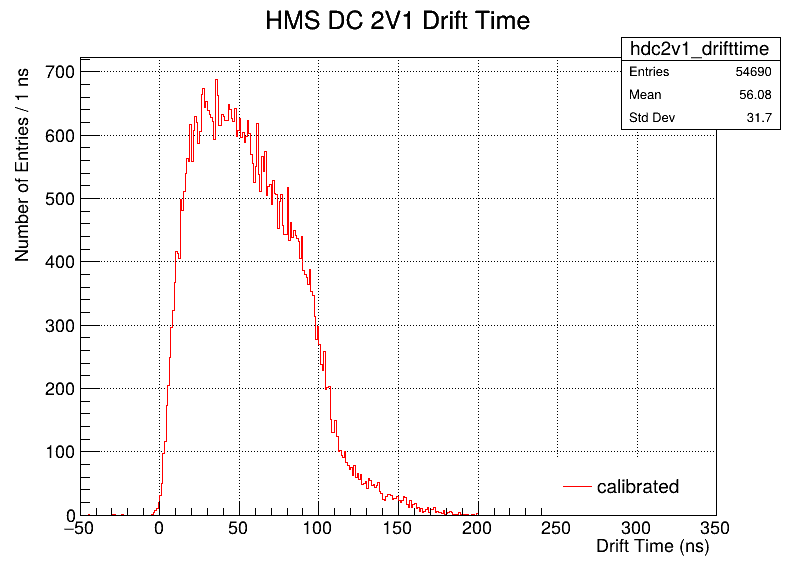 HMS DC 2V1 Drift Time
hdc2v1_drifttime
Entries 54690
Mean 56.08
Std Dev 31.7
Number of Entries / 1 ns
700
600
500
400
300
200
100
0
calibrated
−50 0 50 100 150 200 250 300 350
Drift Time (ns)